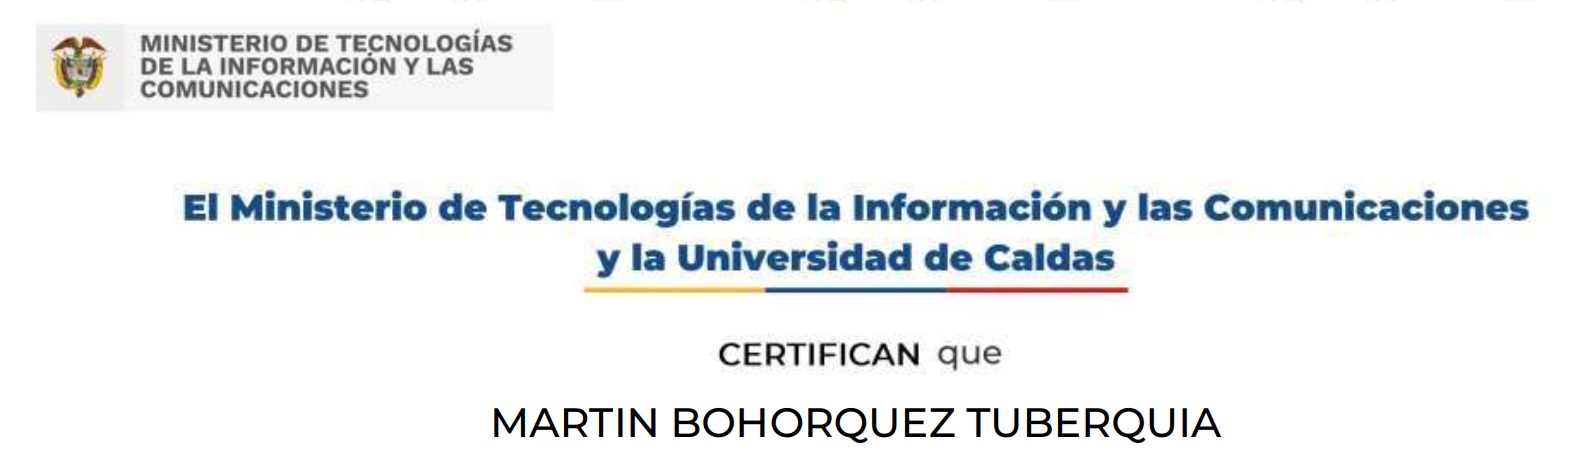 MINISTERIO DE TECNOLOGÍAS
DE LA INFORMACIÓN Y LAS
COMUNICACIONES
El Ministerio de Tecnologías de la Información y las Comunicaciones
y la Universidad de Caldas
CERTIFICAN que
MARTIN BOHORQUEZ TUBERQUIA